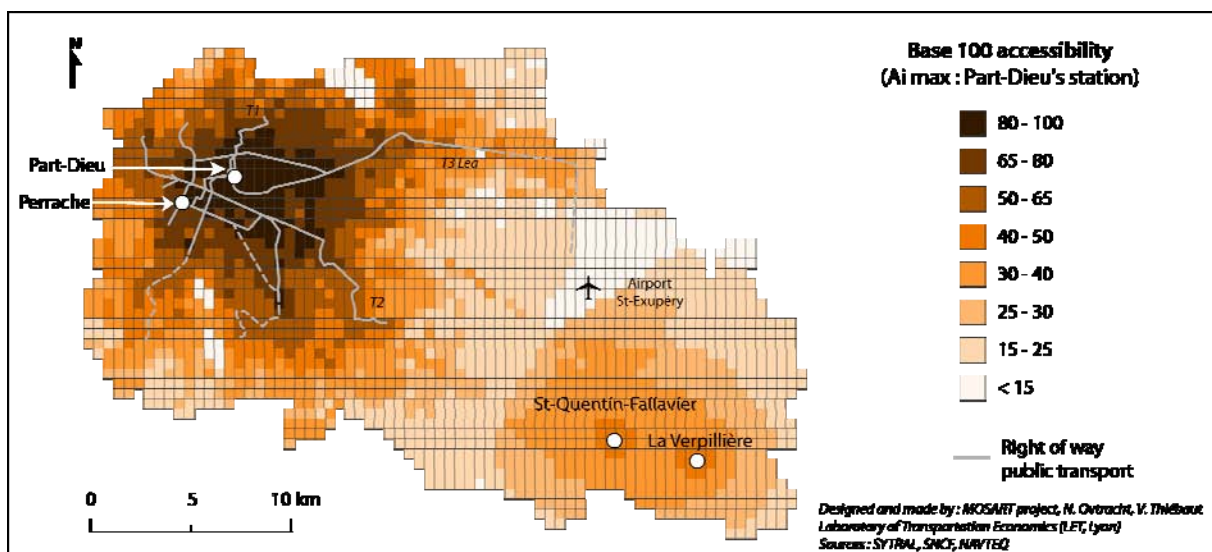 N
Base 100 accessibility
(Ai max : Part-Dieu's station)
80 - 100
65 - 80
50 - 65
40 - 50
30 - 40
25 - 30
15 - 25
< 15
Right of way
public transport
T1
Part-Dieu
T3 Lea
Perrache
Airport
St-Exupéry
T2
St-Quentin-Fallavier
La Verpillière
0 5 10 km
Designed and made by : MOSART project, N. Ovtracht, V. Thiébaut
Laboratory of Transportation Economics (LET, Lyon)
Sources : SYTRAL, SNCF, NAVTEQ